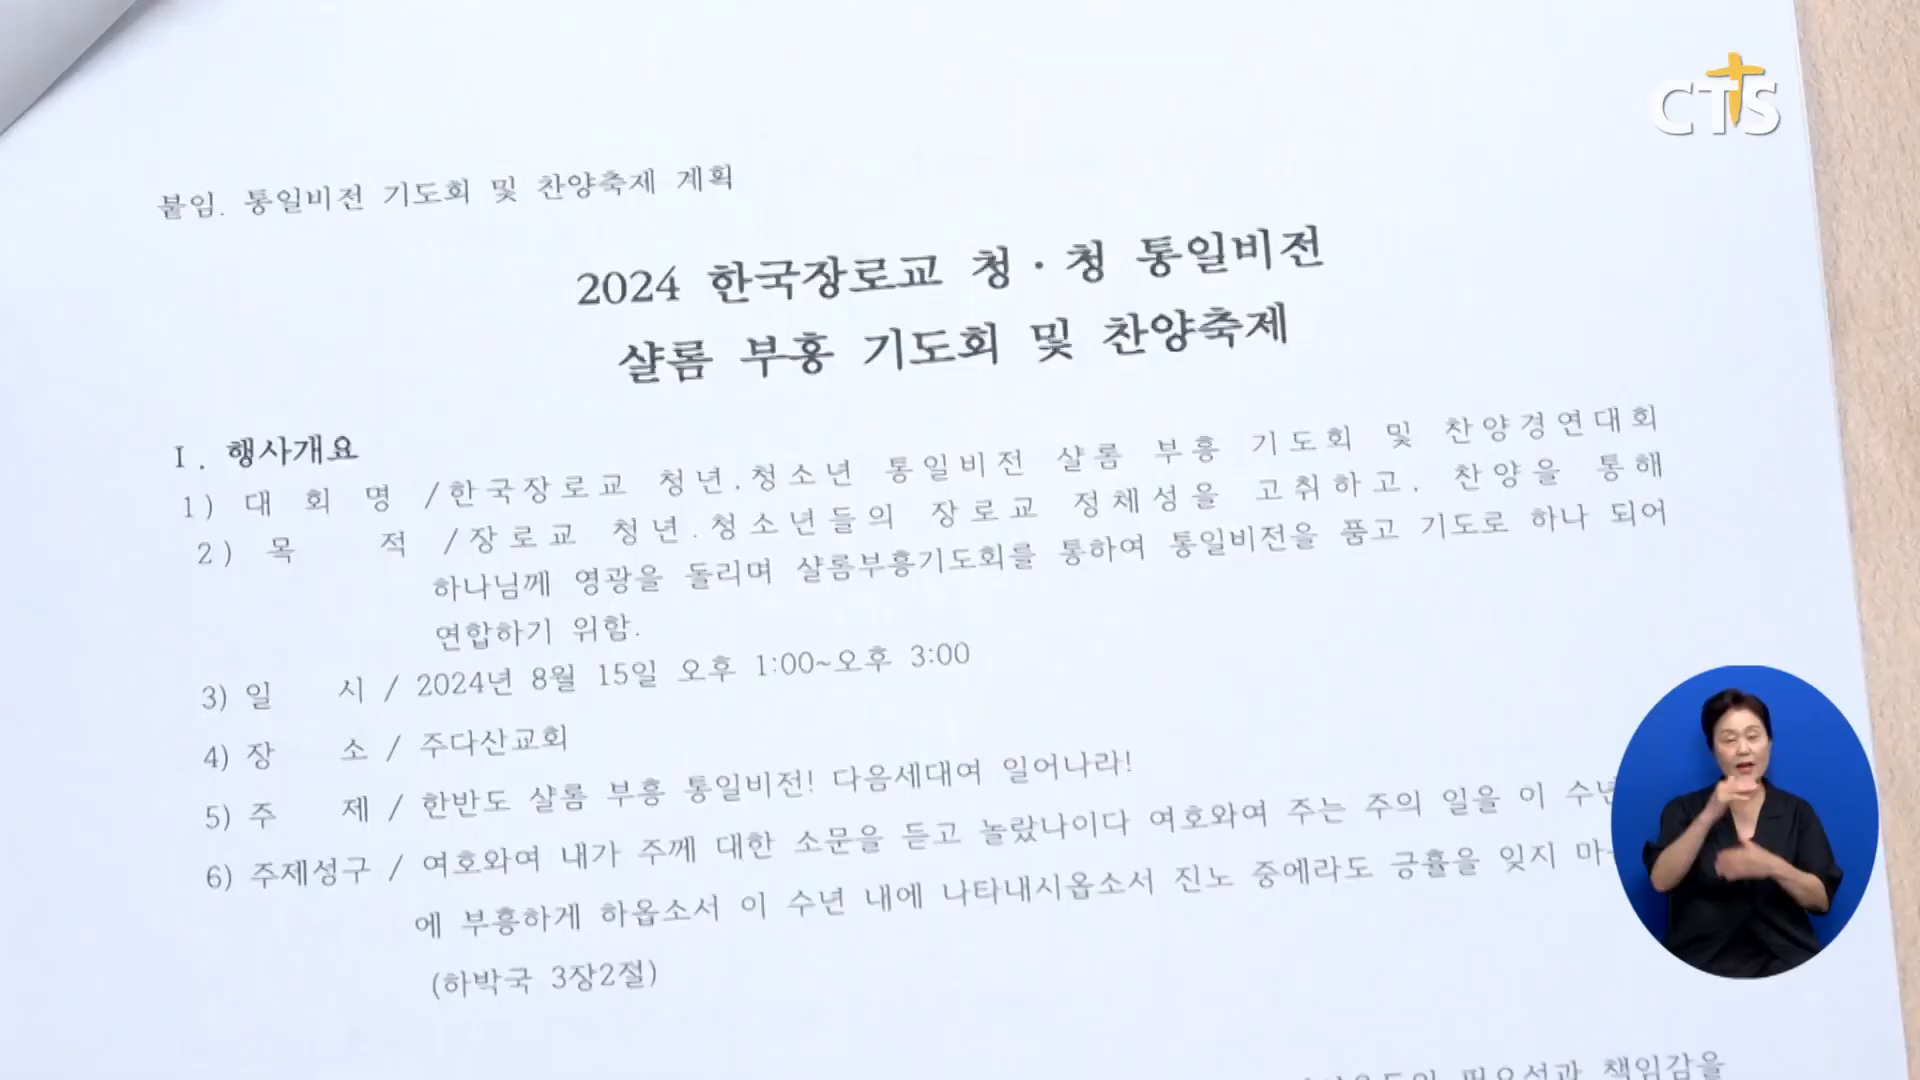 CTS
붙임. 통일비전 기도회 및 찬양축제 계획
2024 한국장로교 청·청 통일비전
샬롬 부흥 기도회 및 찬양축제
I. 행사개요
1) 대 회 명 /한국장로교 청년.청소년 통일비전 샬롬 부흥 기도회 및 찬양경연대회
2) 목 적 /장로교 청년.청소년들의 장로교 정체성을 고취하고, 찬양을 통해
하나님께 영광을 돌리며 샬롬부흥기도회를 통하여 통일비전을 품고 기도로 하나 되어
연합하기 위함.
3) 일 시 / 2024년 8월 15일 오후 1:00~오후 3:00
4) 장 소 / 주다산교회
5) 주 제 / 한반도 샬롬 부흥 통일비전! 다음세대여 일어나라!
6) 주제성구 / 여호와여 내가 주께 대한 소문을 듣고 놀랐나이다 여호와여 주는 주의 일을 이
에 부흥하게 하옵소서 이 수년 내에 나타내시옵소서 진노 중에라도 긍휼을 잊지
(하박국 3장2절)
책임감을